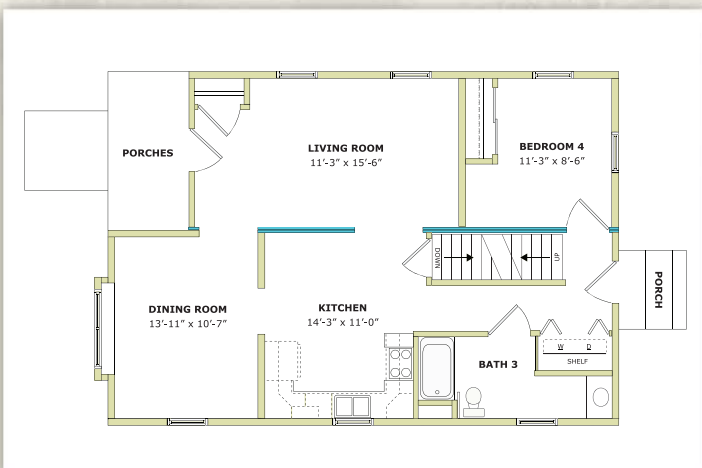 PORCHES
LIVING ROOM
11'-3" x 15'-6"
BEDROOM 4
11'-3" x 8'-6"
DOWN
UP
PORCH
DINING ROOM
13'-11" x 10'-7"
KITCHEN
14'-3" x 11'-0"
W D
SHELF
BATH 3